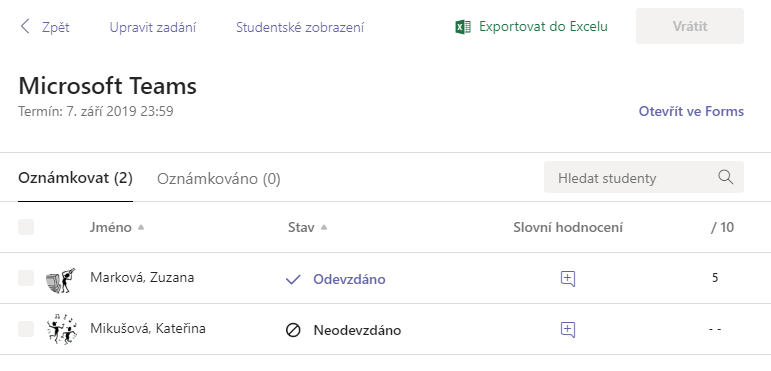 Zpět Upravit zadání Studentské zobrazení Exportovat do Excelu Vrátit
Microsoft Teams
Termín: 7. září 2019 23:59 Otevřít ve Forms
Oznámkovat (2) Oznámkováno (0) Hledat studenty
Jméno Stav Slovní hodnocení / 10
Marková, Zuzana Odevzdáno 5
Mikušová, Kateřina Neodevzdáno - -